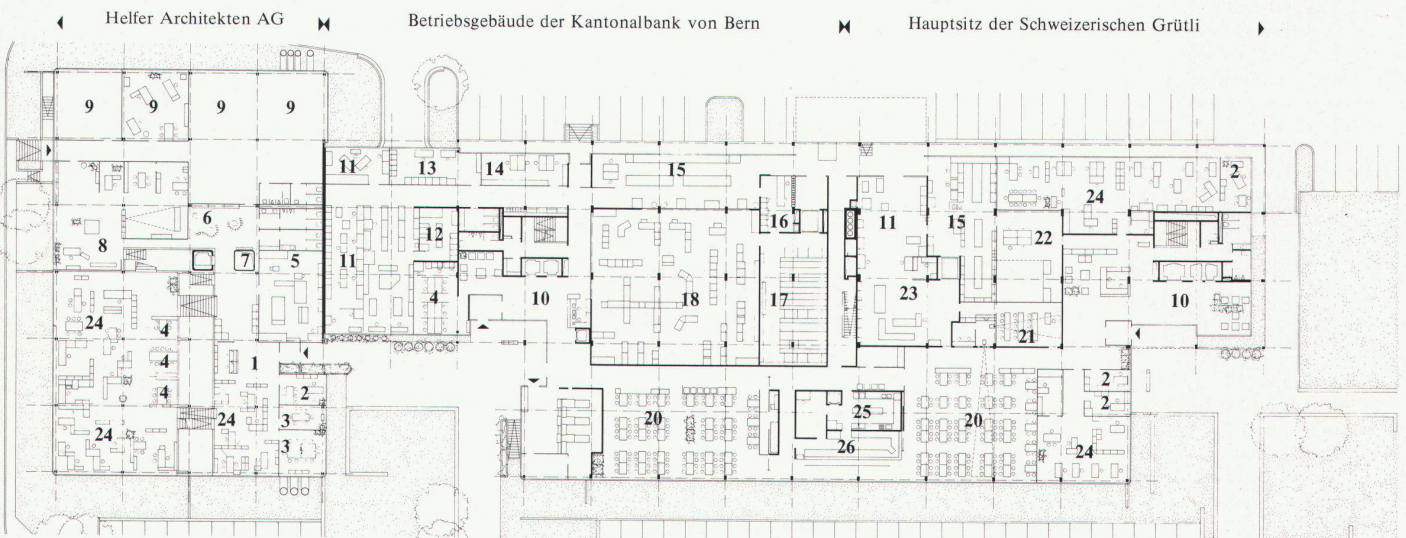 Helfer Architekten AG Betriebsgebäude der Kantonalbank von Bern Hauptsitz der Schweizerischen Grütli
9 9 9 9
11 13 14 15 2
24
6 16 11 15
12 22
8 7 5 11
4 10 18 17 23 10
24 4 21
4 1
2 2
4 3 2
24 20 25 20
24 3 26 24